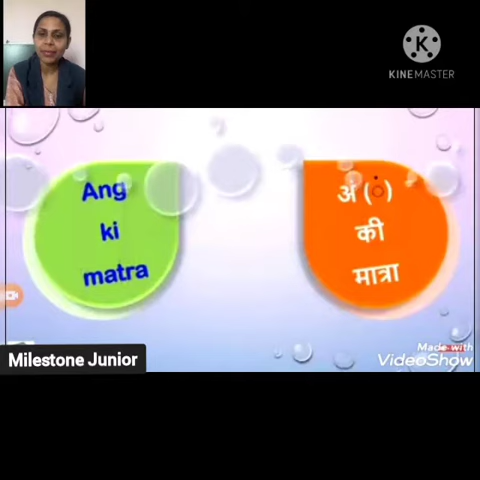 KINEMASTER
Ang
ki
matra
अं (ं)
की
मात्रा
Milestone Junior
Made with
VideoShow